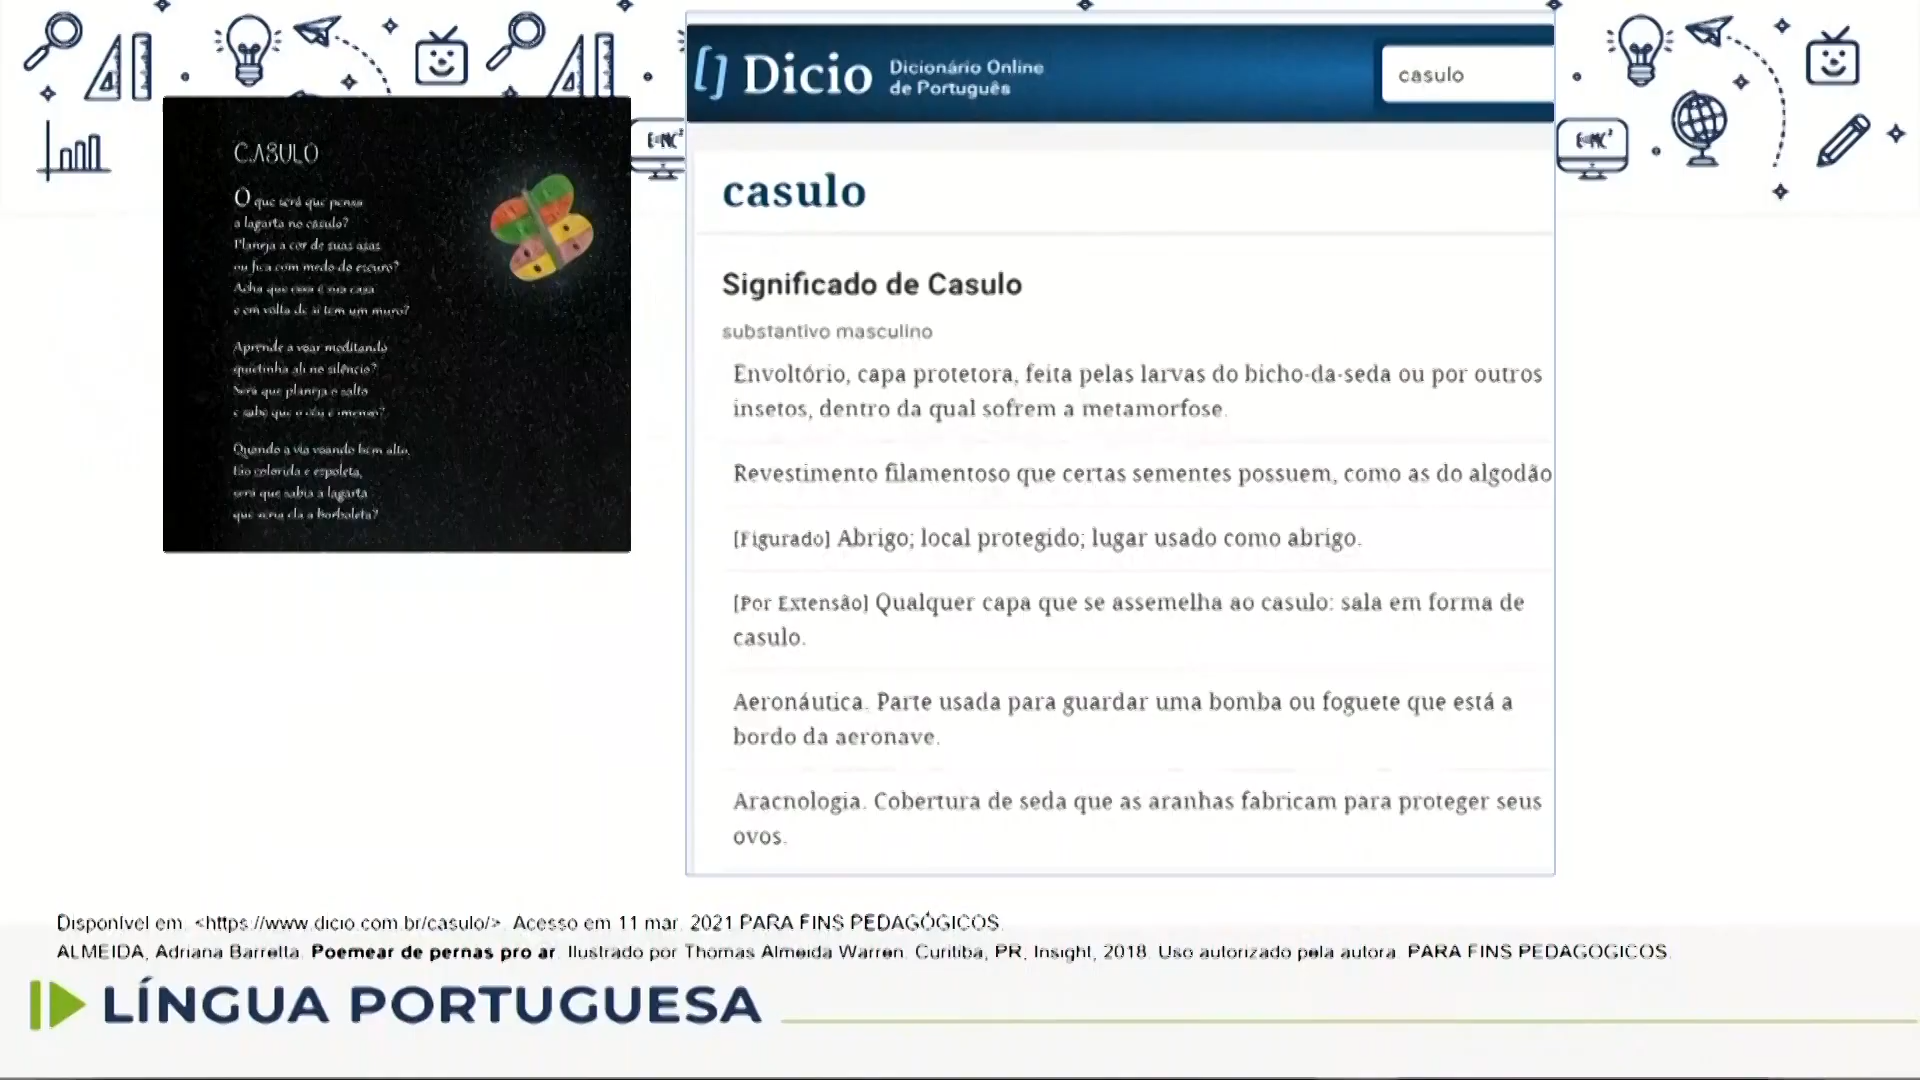 CASULO
O que será que pensa
a lagarta no casulo?
Planeja a cor de suas asas
ou fica com medo do escuro?
Acha que essa é sua casa
e em volta de si tem um muro?
Aprende a voar meditando
quietinha ali no silêncio?
Será que planeja o salto
e sabe que o céu é imenso?
Quando a via voando bem alto,
tão colorida e espoleta,
será que sabia a lagarta
que seria ela a borboleta?
E=MC²
Dicio Dicionário Online
de Português
casulo
casulo
Significado de Casulo
substantivo masculino
Envoltório, capa protetora, feita pelas larvas do bicho-da-seda ou por outros
insetos, dentro da qual sofrem a metamorfose.
Revestimento filamentoso que certas sementes possuem, como as do algodão
[Figurado] Abrigo; local protegido; lugar usado como abrigo.
[Por Extensão] Qualquer capa que se assemelha ao casulo: sala em forma de
casulo.
Aeronáutica. Parte usada para guardar uma bomba ou foguete que está a
bordo da aeronave.
Aracnologia. Cobertura de seda que as aranhas fabricam para proteger seus
ovos.
E=MC²
Disponível em: <https://www.dicio.com.br/casulo/>. Acesso em 11 mar. 2021 PARA FINS PEDAGÓGICOS.
ALMEIDA, Adriana Barretta. Poemear de pernas pro ar. Ilustrado por Thomas Almeida Warren. Curitiba, PR, Insight, 2018. Uso autorizado pela autora. PARA FINS PEDAGOGICOS.
LÍNGUA PORTUGUESA